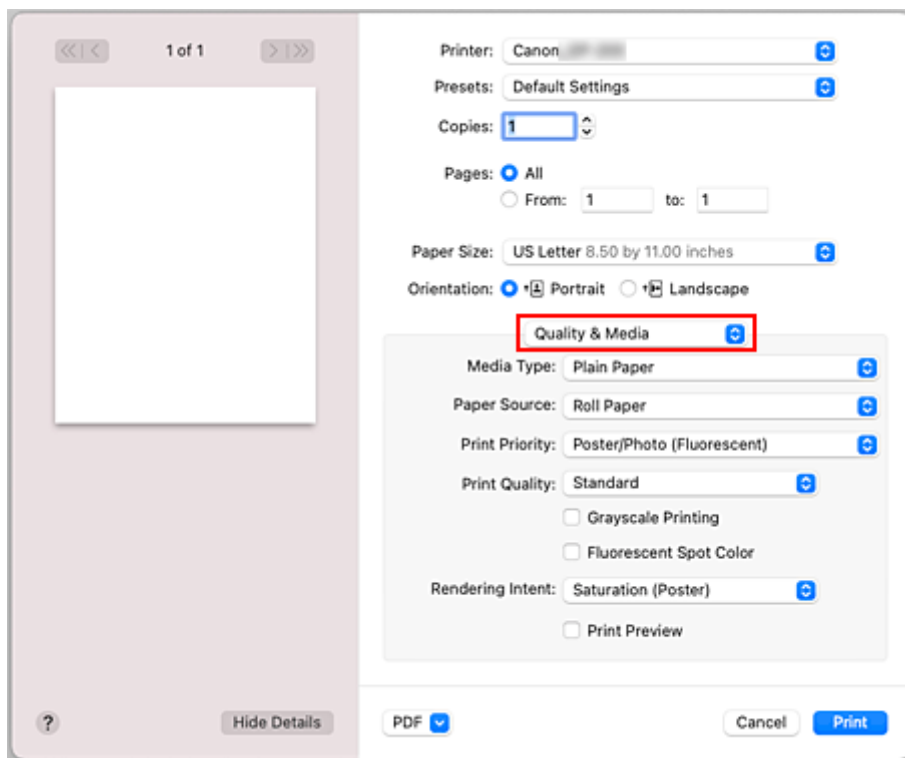 1 of 1
Printer: Canon
Presets: Default Settings
Copies: 1
Pages: All
From: 1 to: 1
Paper Size: US Letter 8.50 by 11.00 inches
Orientation: Portrait Landscape
Quality & Media
Media Type: Plain Paper
Paper Source: Roll Paper
Print Priority: Poster/Photo (Fluorescent)
Print Quality: Standard
Grayscale Printing
Fluorescent Spot Color
Rendering Intent: Saturation (Poster)
Print Preview
? Hide Details PDF Cancel Print